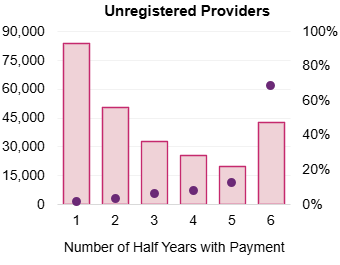 Unregistered Providers
90,000 100%
75,000 80%
60,000 60%
45,000 40%
30,000 20%
15,000 0%
0
1 2 3 4 5 6
Number of Half Years with Payment